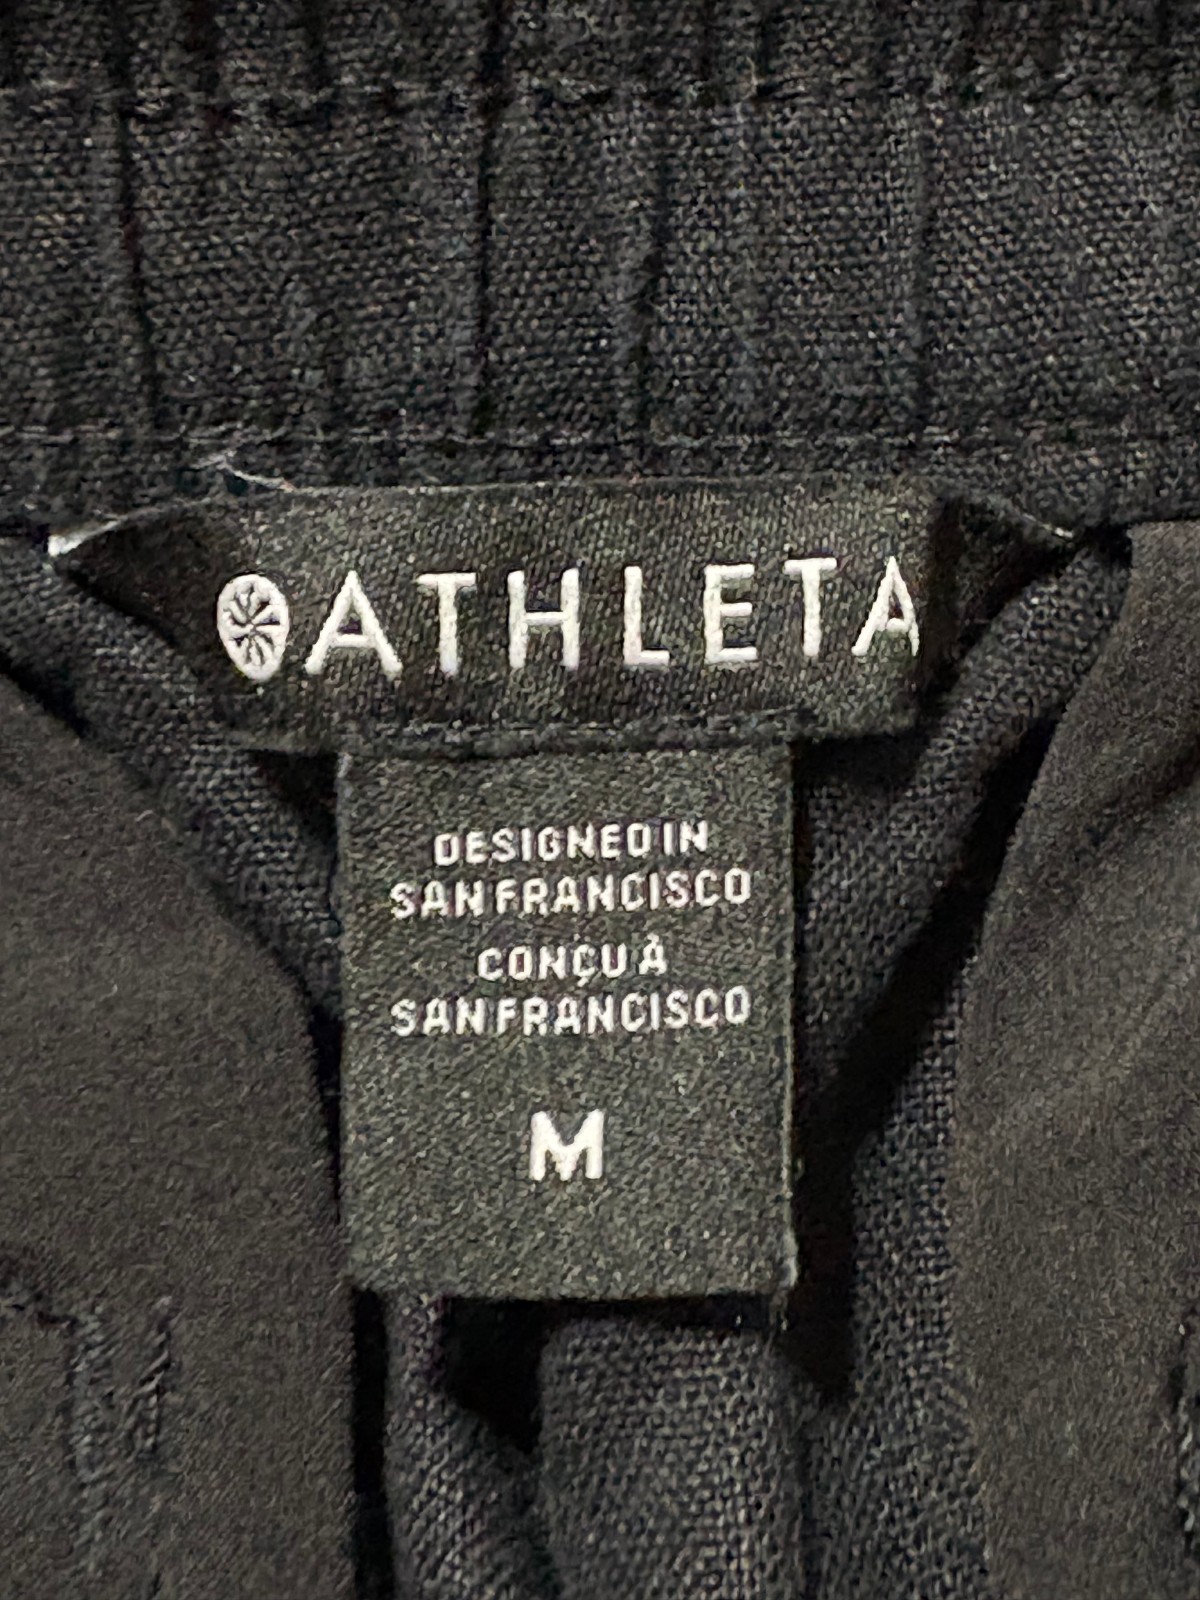 ATHLETA
DESIGNED IN
SAN FRANCISCO
CONÇU À
SAN FRANCISCO
M